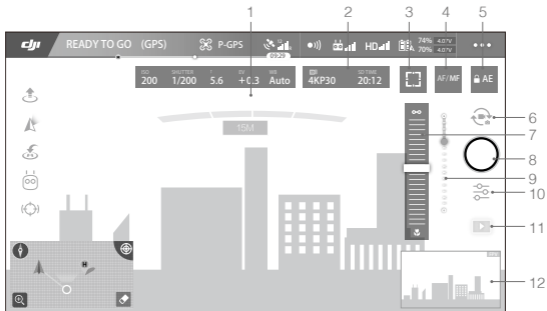 1 2 3 4 5
dji READY TO GO (GPS) P-GPS HD 74% 4.07V
70% 4.07V
ISO SHUTTER F EV WB
200 1/200 5.6 +0.3 Auto
4KP30 20:12
AF/MF AE
15M
6
7
8
9
10
11
12